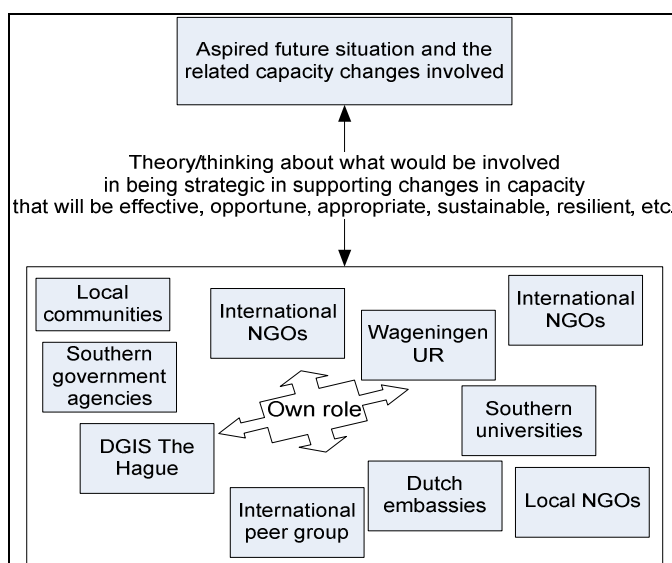 Aspired future situation and the
related capacity changes involved
Theory/thinking about what would be involved
in being strategic in supporting changes in capacity
that will be effective, opportune, appropriate, sustainable, resilient, etc.
Local
communities
International
NGOs
International
NGOs
Wageningen
UR
Southern
government
agencies
Own role
Southern
universities
DGIS The
Hague
Dutch
embassies
Local NGOs
International
peer group